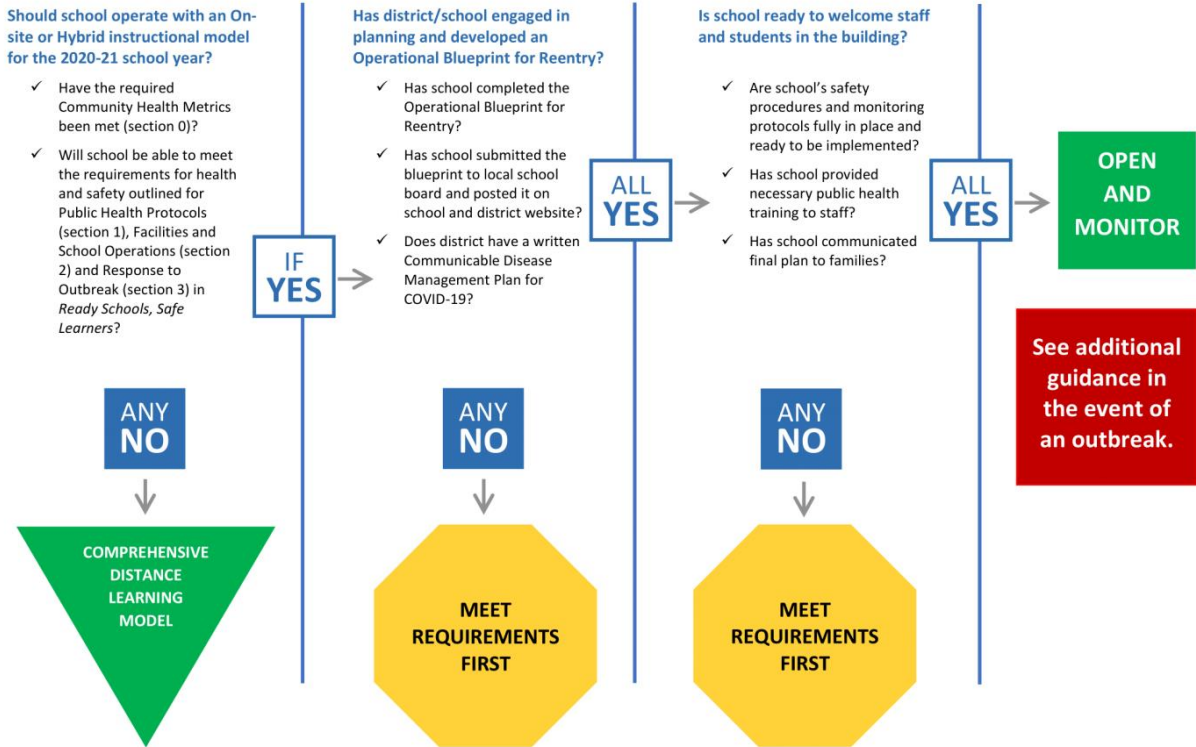 Should school operate with an On-
site or Hybrid instructional model
for the 2020-21 school year?
✓ Have the required
Community Health Metrics
been met (section 0)?
✓ Will school be able to meet
the requirements for health
and safety outlined for
Public Health Protocols
(section 1), Facilities and
School Operations (section
2) and Response to
Outbreak (section 3) in
Ready Schools, Safe
Learners?
IF
YES
ANY
NO
COMPREHENSIVE
DISTANCE
LEARNING
MODEL
Has district/school engaged in
planning and developed an
Operational Blueprint for Reentry?
✓ Has school completed the
Operational Blueprint for
Reentry?
✓ Has school submitted the
blueprint to local school
board and posted it on
school and district website?
✓ Does district have a written
Communicable Disease
Management Plan for
COVID-19?
ALL
YES
ANY
NO
MEET
REQUIREMENTS
FIRST
Is school ready to welcome staff
and students in the building?
✓ Are school’s safety
procedures and monitoring
protocols fully in place and
ready to be implemented?
✓ Has school provided
necessary public health
training to staff?
✓ Has school communicated
final plan to families?
ALL
YES
ANY
NO
MEET
REQUIREMENTS
FIRST
OPEN
AND
MONITOR
See additional
guidance in
the event of
an outbreak.